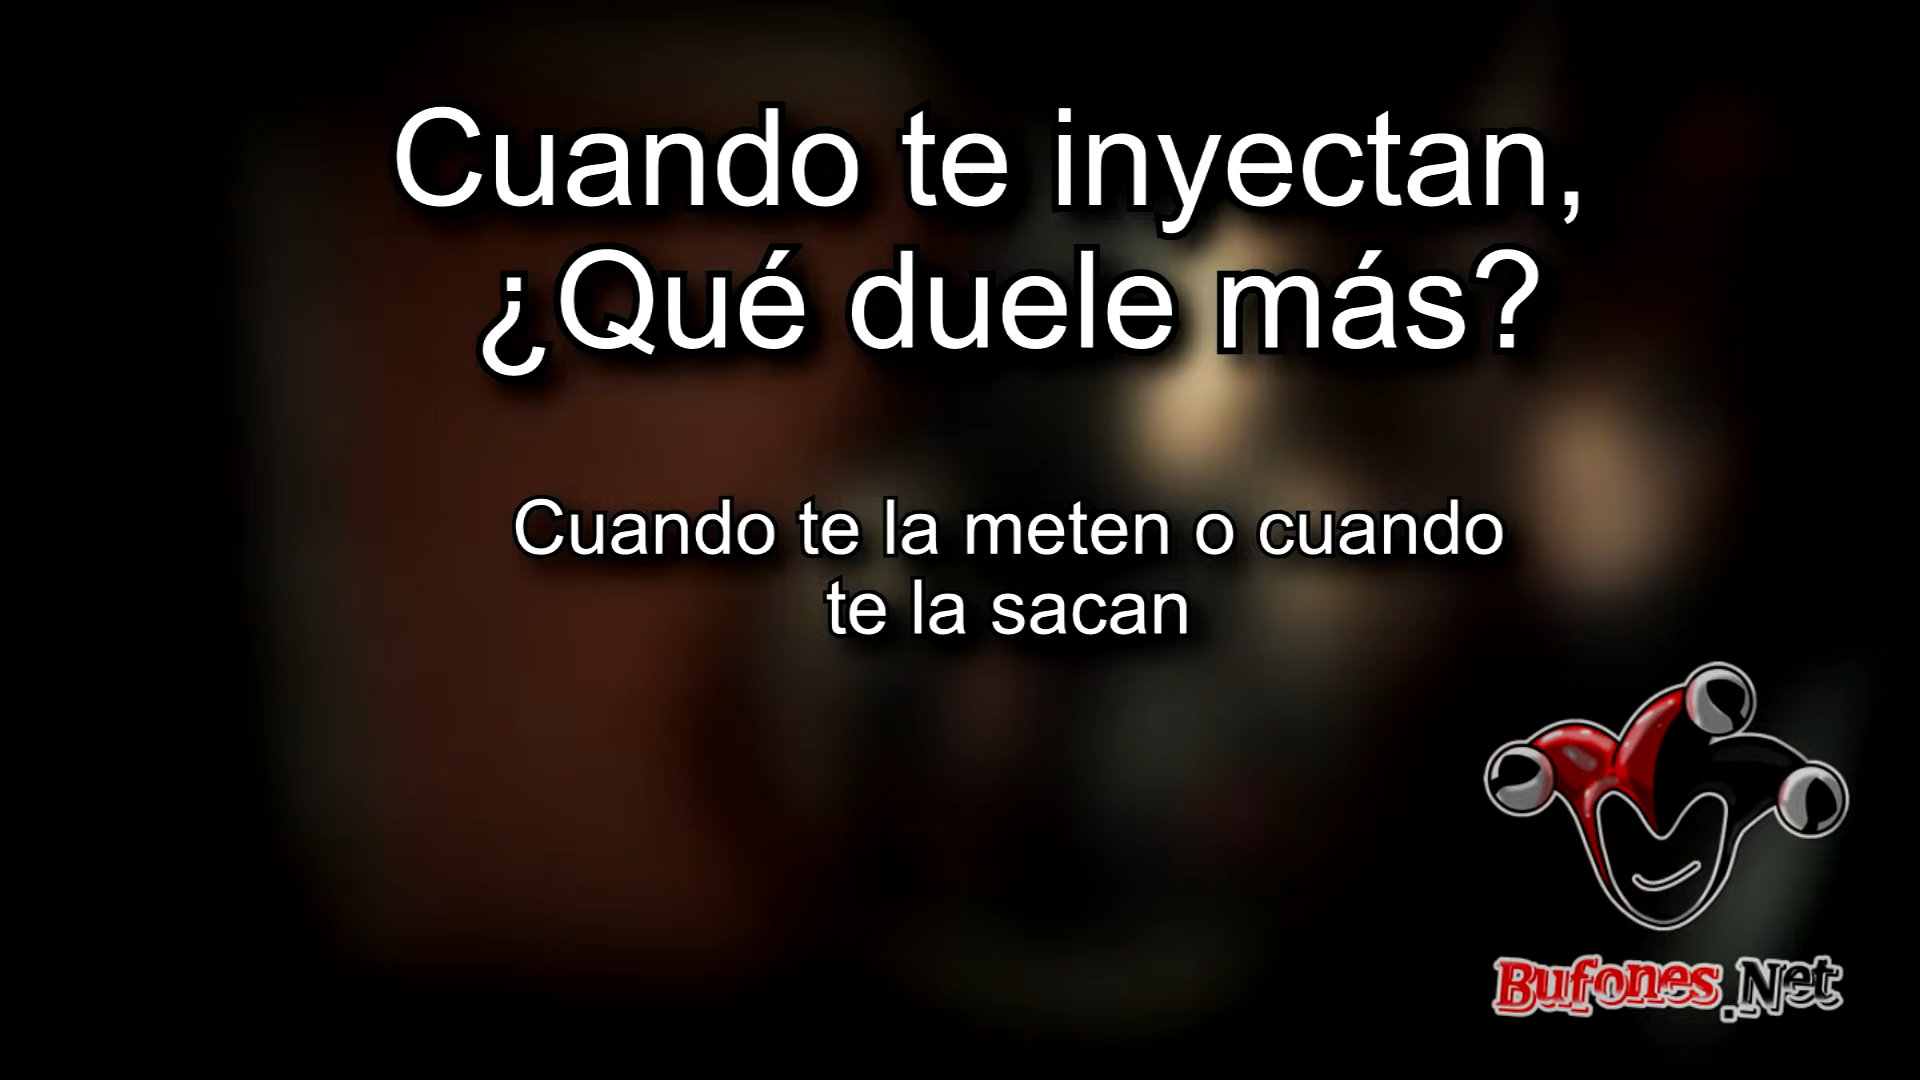 Cuando te inyectan,
¿Qué duele más?
Cuando te la meten o cuando
te la sacan
Bufones.Net